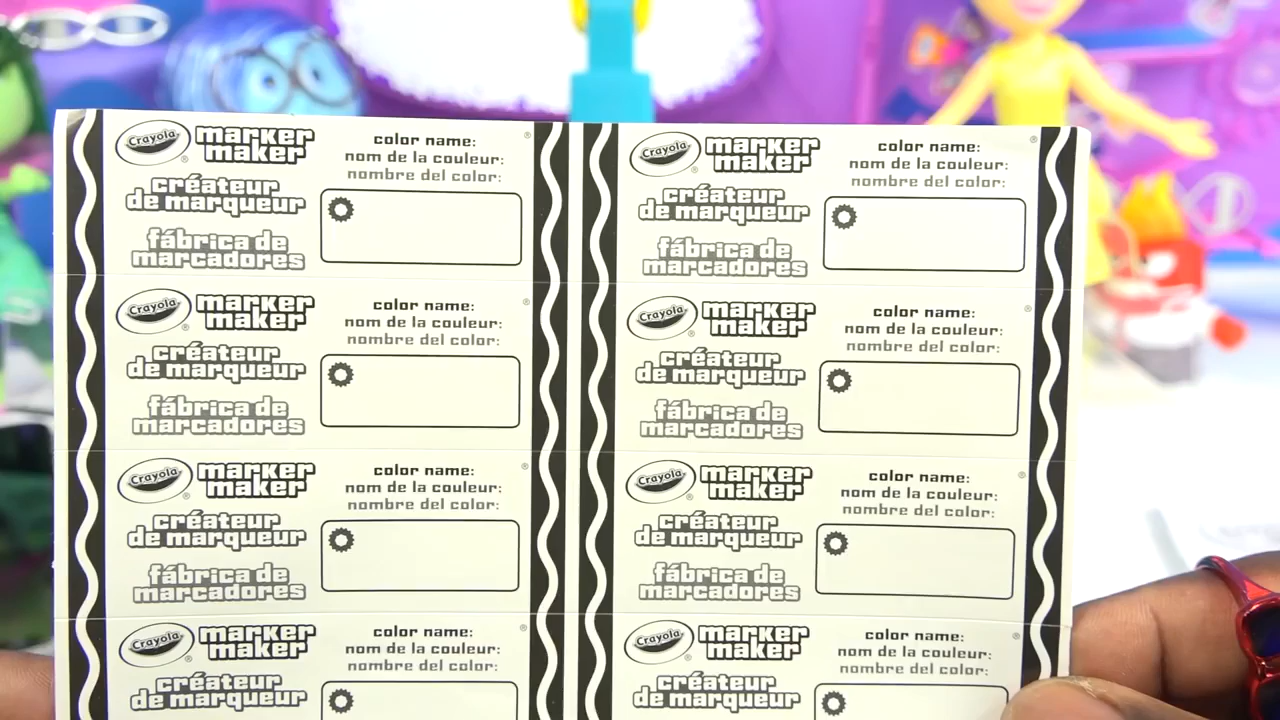 Crayola
marker
maker
créateur
de marqueur
fábrica de
marcadores
color name:
nom de la couleur:
nombre del color:
Crayola
marker
maker
créateur
de marqueur
fábrica de
marcadores
color name:
nom de la couleur:
nombre del color:
Crayola
marker
maker
créateur
de marqueur
fábrica de
marcadores
color name:
nom de la couleur:
nombre del color:
Crayola
marker
maker
créateur
de marqueur
fábrica de
marcadores
color name:
nom de la couleur:
nombre del color:
Crayola
marker
maker
créateur
de marqueur
fábrica de
marcadores
color name:
nom de la couleur:
nombre del color:
Crayola
marker
maker
créateur
de marqueur
fábrica de
marcadores
color name:
nom de la couleur:
nombre del color:
Crayola
marker
maker
créateur
de marqueur
color name:
nom de la couleur:
nombre del color:
Crayola
marker
maker
créateur
de marqueur
color name:
nom de la couleur:
nombre del color: